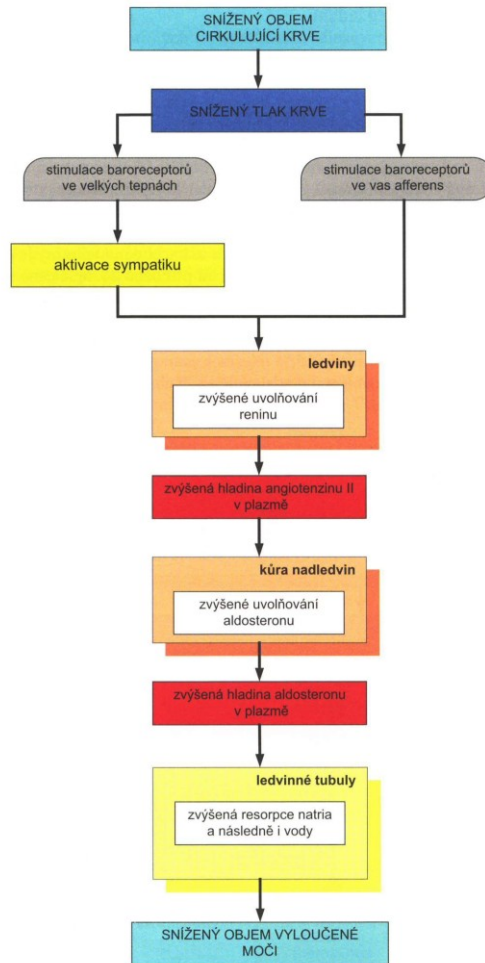 SNÍŽENÝ OBJEM
CIRKULUJÍCÍ KRVE
SNÍŽENÝ TLAK KRVE
stimulace baroreceptorů
ve velkých tepnách
stimulace baroreceptorů
ve vas afferens
aktivace sympatiku
ledviny
zvýšené uvolňování
reninu
zvýšená hladina angiotenzinu II
v plazmě
kůra nadledvin
zvýšené uvolňování
aldosteronu
zvýšená hladina aldosteronu
v plazmě
ledvinné tubuly
zvýšená resorpce natria
a následně i vody
SNÍŽENÝ OBJEM VYLOUČENÉ
MOČI